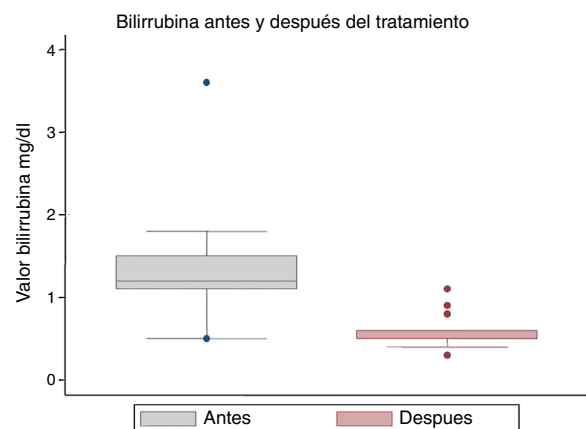 Bilirrubina antes y después del tratamiento
Valor bilirrubina mg/dl
4
3
2
1
0
Antes
Despues